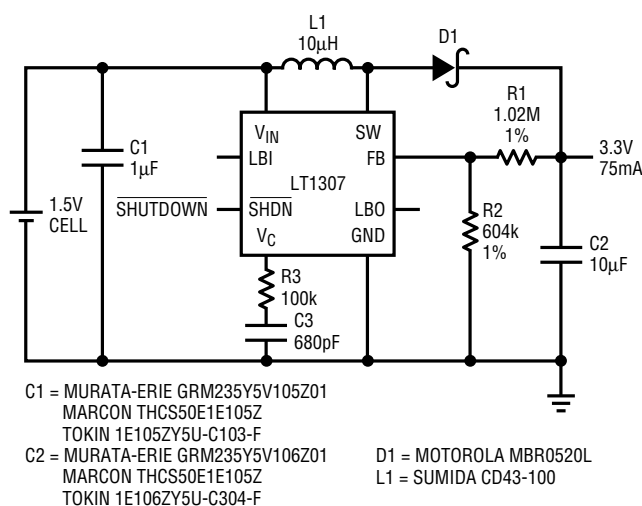 L1
10μH
D1
R1
1.02M
1%
VIN
SW
C1
1μF
LBI
FB
3.3V
75mA
LT1307
1.5V
CELL
SHUTDOWN
SHDN
LBO
R2
604k
1%
VC
GND
C2
10μF
R3
100k
C3
680pF
C1 = MURATA-ERIE GRM235Y5V105Z01
MARCON THCS50E1E105Z
TOKIN 1E105ZY5U-C103-F
C2 = MURATA-ERIE GRM235Y5V106Z01
MARCON THCS50E1E105Z
TOKIN 1E106ZY5U-C304-F
D1 = MOTOROLA MBR0520L
L1 = SUMIDA CD43-100